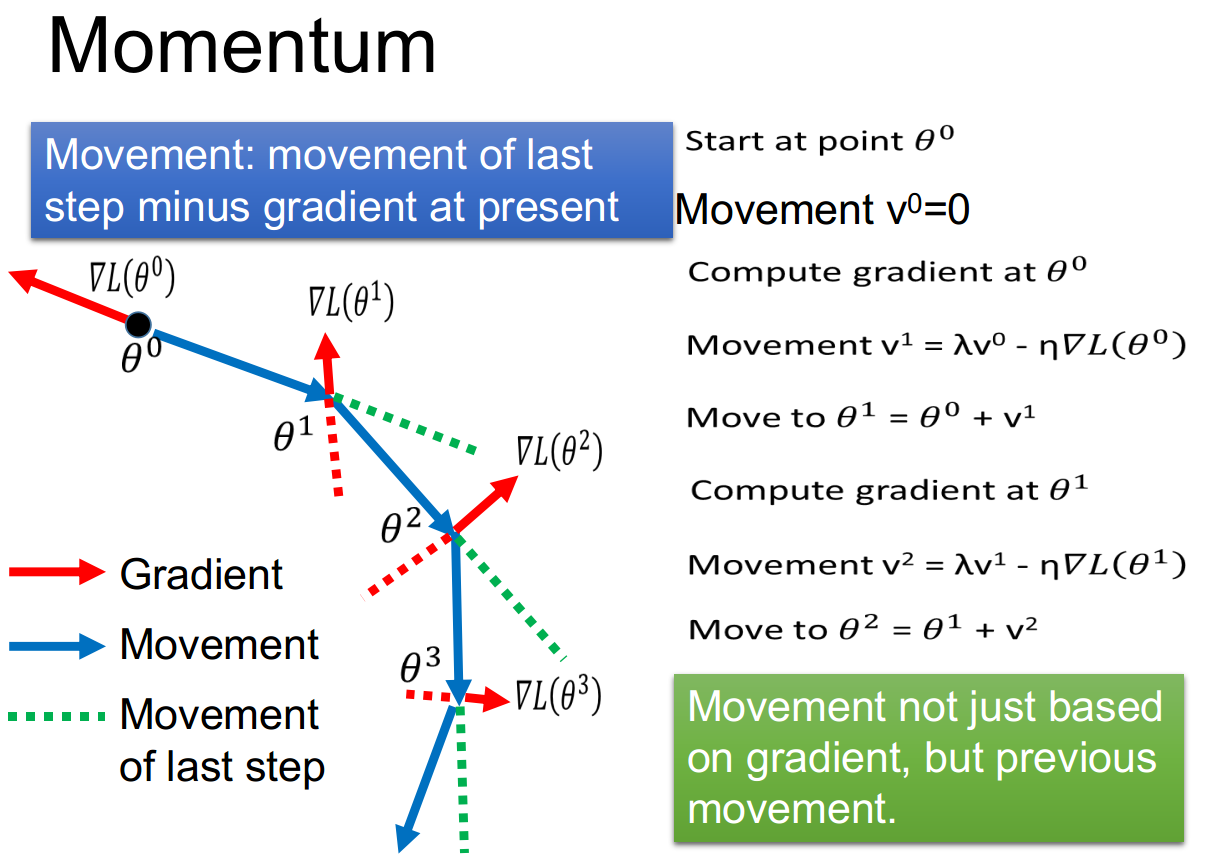 Momentum
Movement: movement of last
step minus gradient at present
Start at point θ⁰
Movement v⁰=0
Compute gradient at θ⁰
Movement v¹ = λv⁰ - η∇L(θ⁰)
Move to θ¹ = θ⁰ + v¹
Compute gradient at θ¹
Movement v² = λv¹ - η∇L(θ¹)
Move to θ² = θ¹ + v²
Movement not just based
on gradient, but previous
movement.
∇L(θ⁰)
θ⁰
∇L(θ¹)
θ¹
∇L(θ²)
θ²
θ³
∇L(θ³)
Gradient
Movement
Movement
of last step